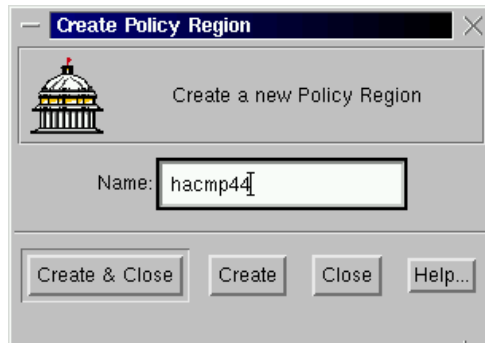 Create Policy Region
Create a new Policy Region
Name: hacmp44
Create & Close Create Close Help...